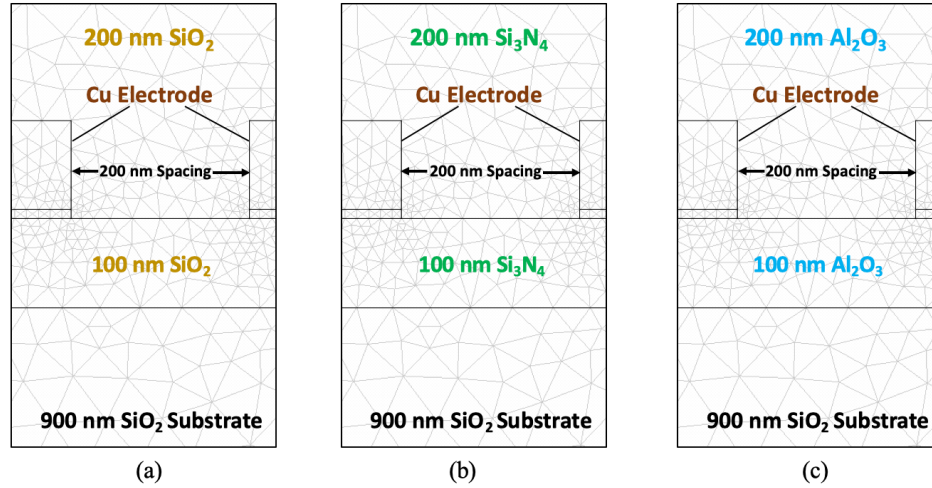 200 nm SiO₂
Cu Electrode
200 nm Spacing
100 nm SiO₂
900 nm SiO₂ Substrate
(a)
200 nm Si₃N₄
Cu Electrode
200 nm Spacing
100 nm Si₃N₄
900 nm SiO₂ Substrate
(b)
200 nm Al₂O₃
Cu Electrode
200 nm Spacing
100 nm Al₂O₃
900 nm SiO₂ Substrate
(c)